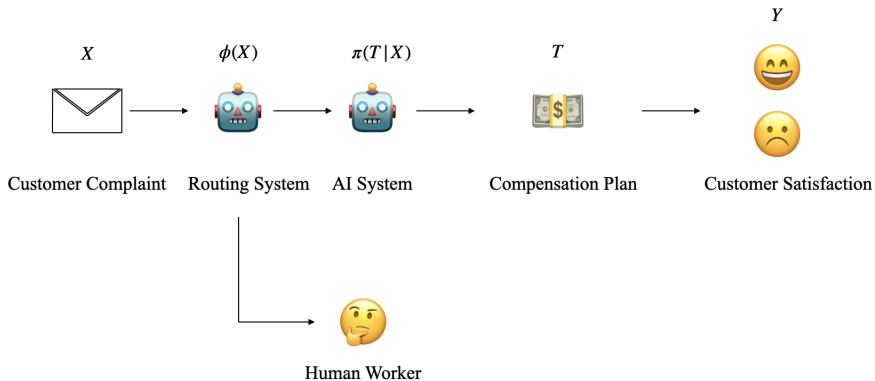 X
ϕ(X)
π(T|X)
T
Y
$
Customer Complaint
Routing System
AI System
Compensation Plan
Customer Satisfaction
Human Worker